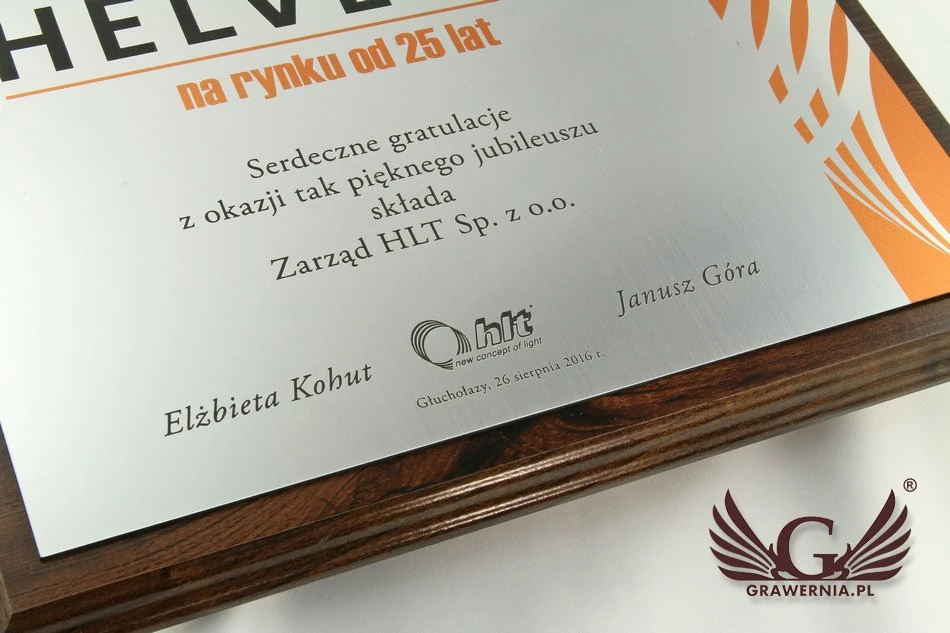 na rynku od 25 lat
Serdeczne gratulacje
z okazji tak pięknego jubileuszu
składa
Zarząd HLT Sp. z o.o.
Janusz Góra
hlt
new concept of light
Elżbieta Kohut
Głuchołazy, 26 sierpnia 2016 r.
G ®
GRAWERNIA.PL